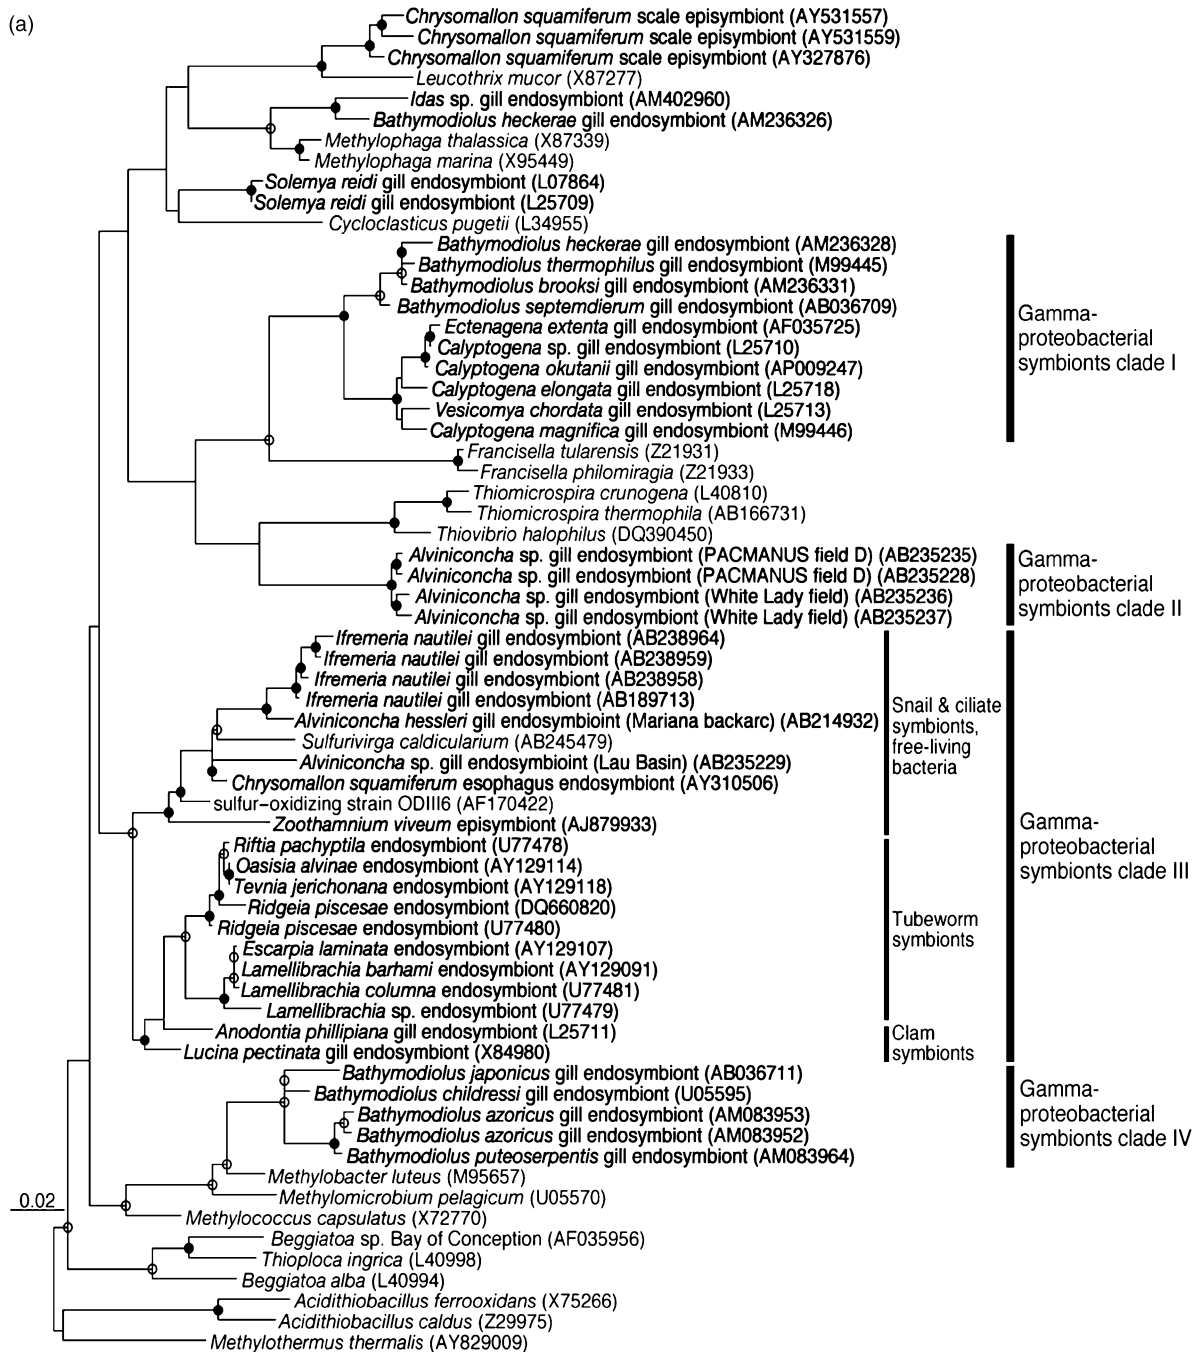 (a)
Chrysomallon squamiferum scale episymbiont (AY531557)
Chrysomallon squamiferum scale episymbiont (AY531559)
Chrysomallon squamiferum scale episymbiont (AY327876)
Leucothrix mucor (X87277)
Idas sp. gill endosymbiont (AM402960)
Bathymodiolus heckerae gill endosymbiont (AM236326)
Methylophaga thalassica (X87339)
Methylophaga marina (X95449)
Solemya reidi gill endosymbiont (L07864)
Solemya reidi gill endosymbiont (L25709)
Cycloclasticus pugetii (L34955)
Bathymodiolus heckerae gill endosymbiont (AM236328)
Bathymodiolus thermophilus gill endosymbiont (M99445)
Bathymodiolus brooksi gill endosymbiont (AM236331)
Bathymodiolus septemdierum gill endosymbiont (AB036709)
Ectenagena extenta gill endosymbiont (AF035725)
Calyptogena sp. gill endosymbiont (L25710)
Calyptogena okutanii gill endosymbiont (AP009247)
Calyptogena elongata gill endosymbiont (L25718)
Vesicomya chordata gill endosymbiont (L25713)
Calyptogena magnifica gill endosymbiont (M99446)
Gamma-
proteobacterial
symbionts clade I
Francisella tularensis (Z21931)
Francisella philomiragia (Z21933)
Thiomicrospira crunogena (L40810)
Thiomicrospira thermophila (AB166731)
Thiovibrio halophilus (DQ390450)
Alviniconcha sp. gill endosymbiont (PACMANUS field D) (AB235235)
Alviniconcha sp. gill endosymbiont (PACMANUS field D) (AB235228)
Alviniconcha sp. gill endosymbiont (White Lady field) (AB235236)
Alviniconcha sp. gill endosymbiont (White Lady field) (AB235237)
Gamma-
proteobacterial
symbionts clade II
Ifremeria nautilei gill endosymbiont (AB238964)
Ifremeria nautilei gill endosymbiont (AB238959)
Ifremeria nautilei gill endosymbiont (AB238958)
Ifremeria nautilei gill endosymbiont (AB189713)
Alviniconcha hessleri gill endosymbioint (Mariana backarc) (AB214932)
Sulfurivirga caldicularium (AB245479)
Alviniconcha sp. gill endosymbioint (Lau Basin) (AB235229)
Chrysomallon squamiferum esophagus endosymbiont (AY310506)
sulfur-oxidizing strain ODIII6 (AF170422)
Zoothamnium viveum episymbiont (AJ879933)
Snail & ciliate
symbionts,
free-living
bacteria
Riftia pachyptila endosymbiont (U77478)
Oasisia alvinae endosymbiont (AY129114)
Tevnia jerichonana endosymbiont (AY129118)
Ridgeia piscesae endosymbiont (DQ660820)
Ridgeia piscesae endosymbiont (U77480)
Escarpia laminata endosymbiont (AY129107)
Lamellibrachia barhami endosymbiont (AY129091)
Lamellibrachia columna endosymbiont (U77481)
Lamellibrachia sp. endosymbiont (U77479)
Tubeworm
symbionts
Anodontia phillipiana gill endosymbiont (L25711)
Lucina pectinata gill endosymbiont (X84980)
Clam
symbionts
Gamma-
proteobacterial
symbionts clade III
Bathymodiolus japonicus gill endosymbiont (AB036711)
Bathymodiolus childressi gill endosymbiont (U05595)
Bathymodiolus azoricus gill endosymbiont (AM083953)
Bathymodiolus azoricus gill endosymbiont (AM083952)
Bathymodiolus puteoserpentis gill endosymbiont (AM083964)
Gamma-
proteobacterial
symbionts clade IV
Methylobacter luteus (M95657)
Methylomicrobium pelagicum (U05570)
Methylococcus capsulatus (X72770)
0.02
Beggiatoa sp. Bay of Conception (AF035956)
Thioploca ingrica (L40998)
Beggiatoa alba (L40994)
Acidithiobacillus ferrooxidans (X75266)
Acidithiobacillus caldus (Z29975)
Methylothermus thermalis (AY829009)